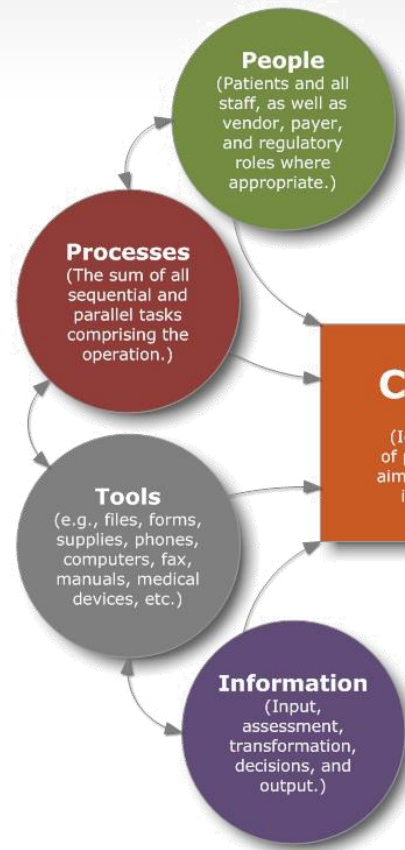 People
(Patients and all
staff, as well as
vendor, payer,
and regulatory
roles where
appropriate.)
Processes
(The sum of all
sequential and
parallel tasks
comprising the
operation.)
Tools
(e.g., files, forms,
supplies, phones,
computers, fax,
manuals, medical
devices, etc.)
Information
(Input,
assessment,
transformation,
decisions, and
output.)
C
of